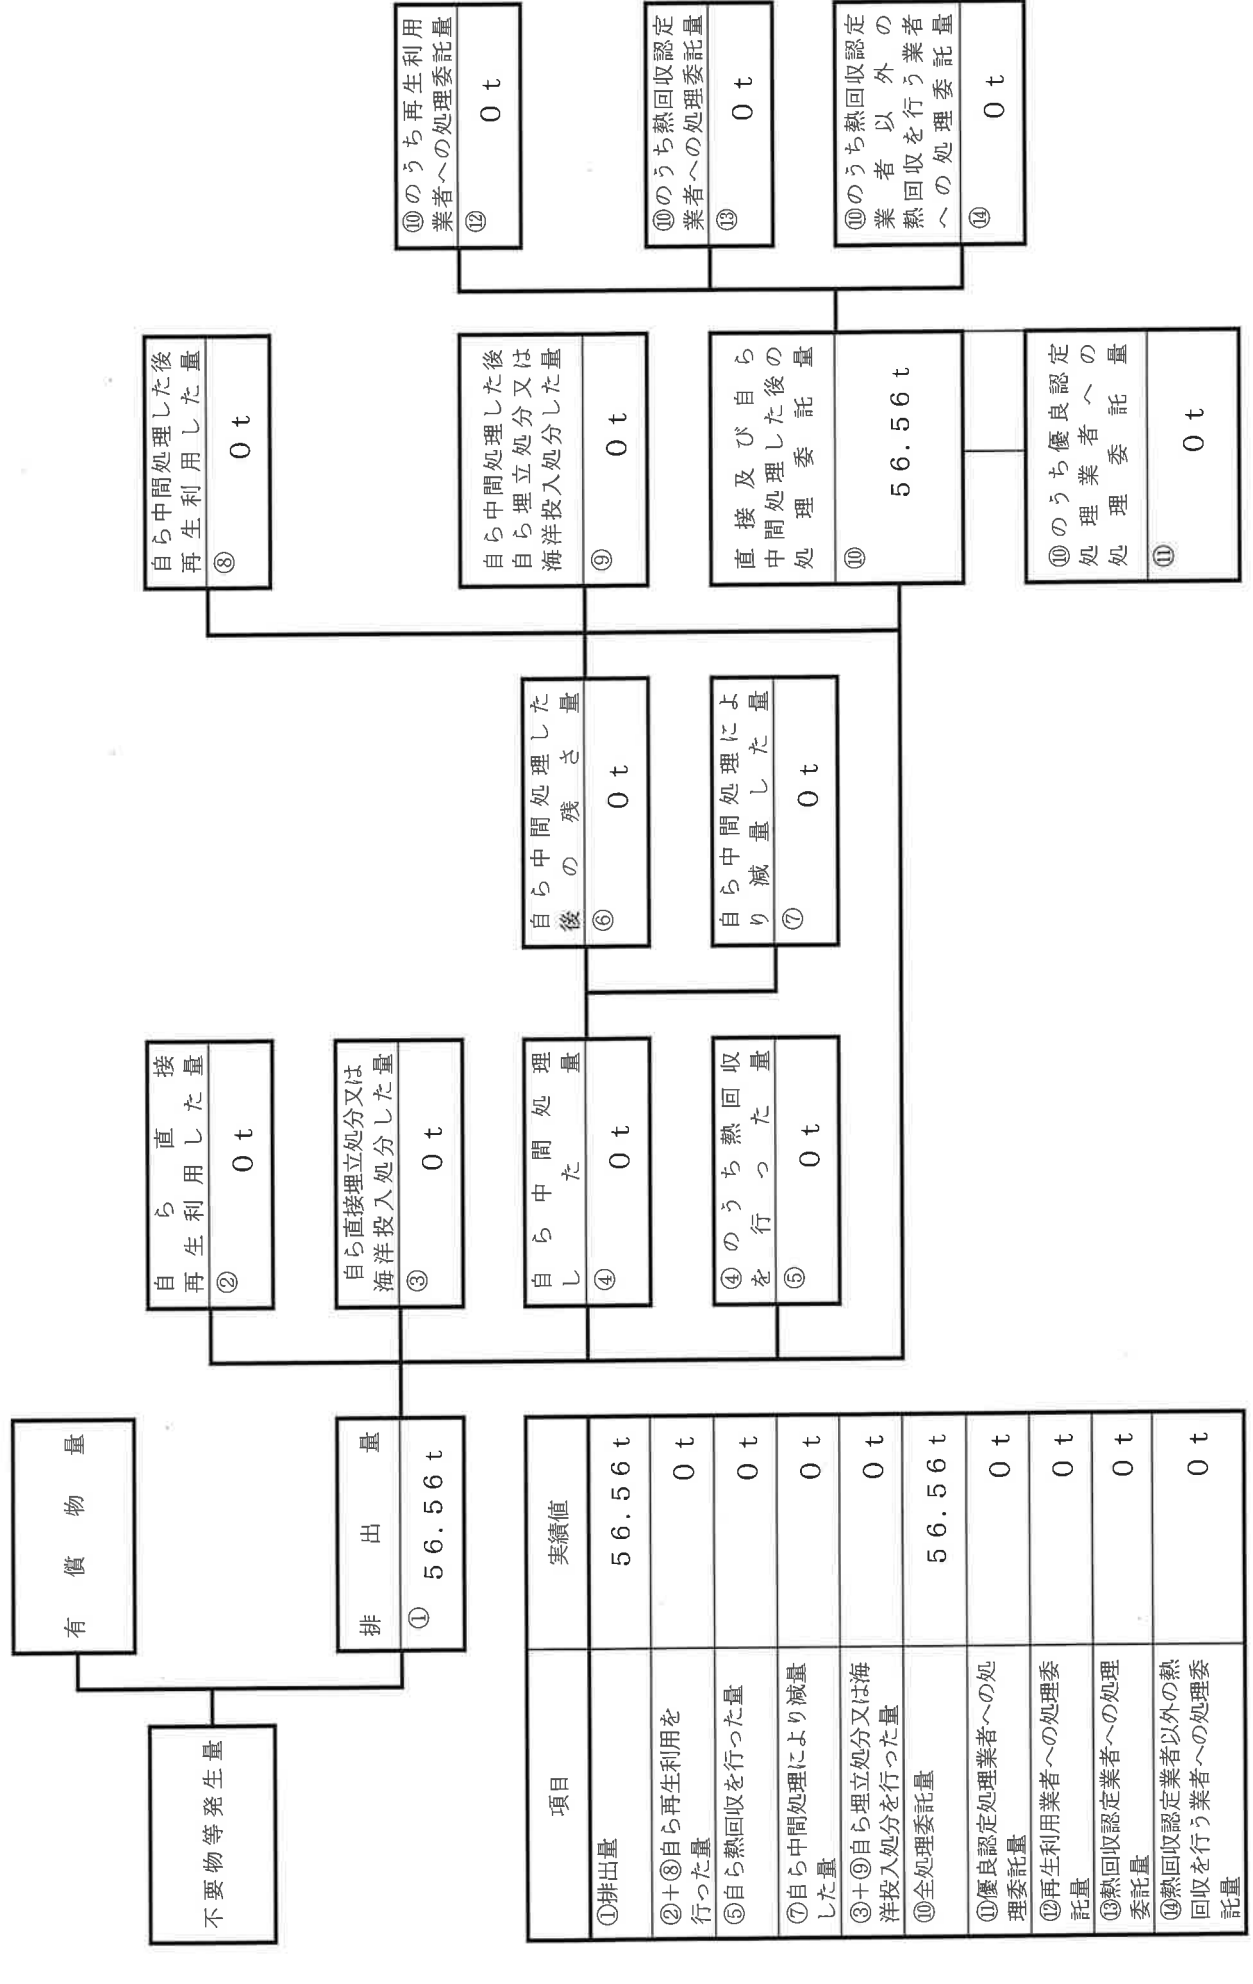 不要物等発生量
有償物量
排出量
① 56.56t
自ら直接
再生利用した量
② 0t
自ら直接埋立処分又は
海洋投入処分した量
③ 0t
自ら中間処理
した量
④ 0t
④のうち熱回収
を行った量
⑤ 0t
自ら中間処理した
後の残さ量
⑥ 0t
自ら中間処理によ
り減量した量
⑦ 0t
自ら中間処理した後
再生利用した量
⑧ 0t
自ら中間処理した後
自ら埋立処分又は
海洋投入処分した量
⑨ 0t
直接及び自ら
中間処理した後の
処理委託量
⑩ 56.56t
⑩のうち優良認定
処理業者への
処理委託量
⑪ 0t
⑩のうち再生利用
業者への処理委託量
⑫ 0t
⑩のうち熱回収認定
業者への処理委託量
⑬ 0t
⑩のうち熱回収認定
業者以外の
熱回収を行う業者
への処理委託量
⑭ 0t
項目 実績値
①排出量 56.56t
②+⑧自ら再生利用を
行った量 0t
⑤自ら熱回収を行った量 0t
⑦自ら中間処理により減量
した量 0t
③+⑨自ら埋立処分又は海
洋投入処分を行った量 0t
⑩全処理委託量 56.56t
⑪優良認定処理業者への処
理委託量 0t
⑫再生利用業者への処理委
託量 0t
⑬熱回収認定業者への処理
委託量 0t
⑭熱回収認定業者以外の熱
回収を行う業者への処理委
託量 0t